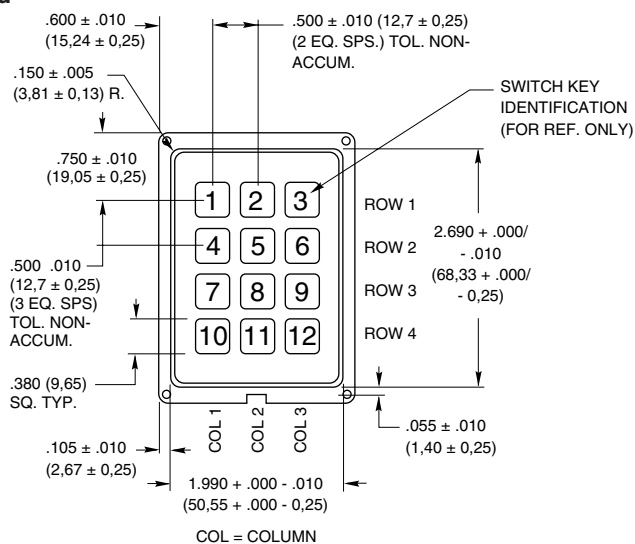 .600 ± .010
(15,24 ± 0,25)
.500 ± .010 (12,7 ± 0,25)
(2 EQ. SPS.) TOL. NON-
ACCUM.
.150 ± .005
(3,81 ± 0,13) R.
SWITCH KEY
IDENTIFICATION
(FOR REF. ONLY)
.750 ± .010
(19,05 ± 0,25)
1 2 3
ROW 1
4 5 6
ROW 2
7 8 9
ROW 3
10 11 12
ROW 4
2.690 + .000/
- .010
(68,33 + .000/
- 0,25)
.500 .010
(12,7 ± 0,25)
(3 EQ. SPS)
TOL. NON-
ACCUM.
.380 (9,65)
SQ. TYP.
COL 1
COL 2
COL 3
.055 ± .010
(1,40 ± 0,25)
.105 ± .010
(2,67 ± 0,25)
1.990 + .000 - .010
(50,55 + .000 - 0,25)
COL = COLUMN